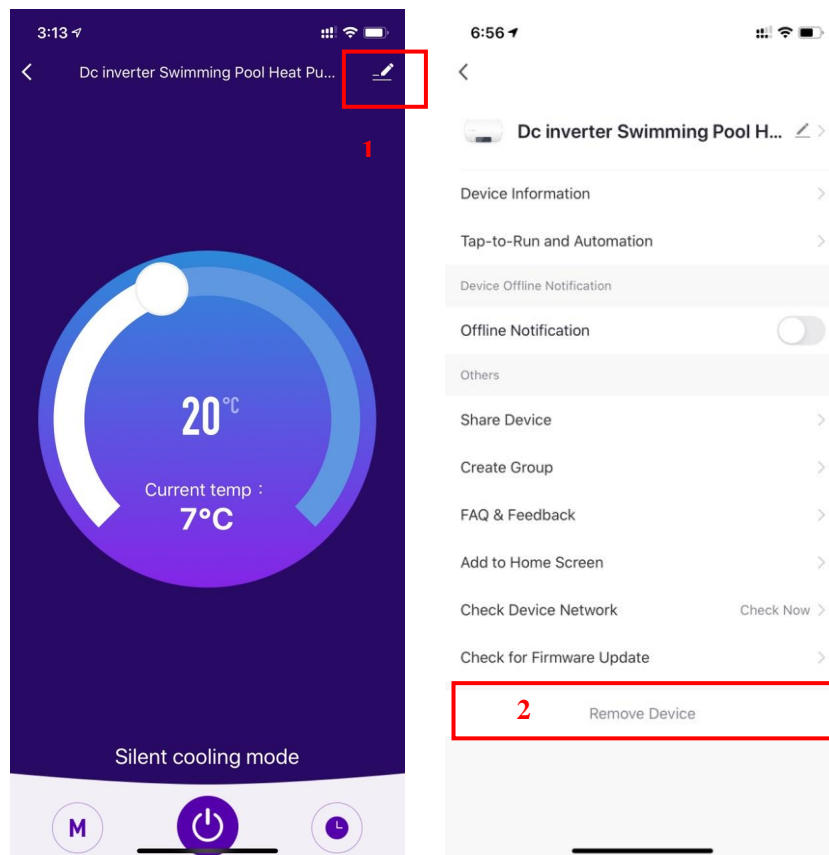 3:13
Dc inverter Swimming Pool Heat Pu...
1
20°C
Current temp :
7°C
Silent cooling mode
M
6:56
Dc inverter Swimming Pool H...
Device Information
Tap-to-Run and Automation
Device Offline Notification
Offline Notification
Others
Share Device
Create Group
FAQ & Feedback
Add to Home Screen
Check Device Network Check Now
Check for Firmware Update
2 Remove Device